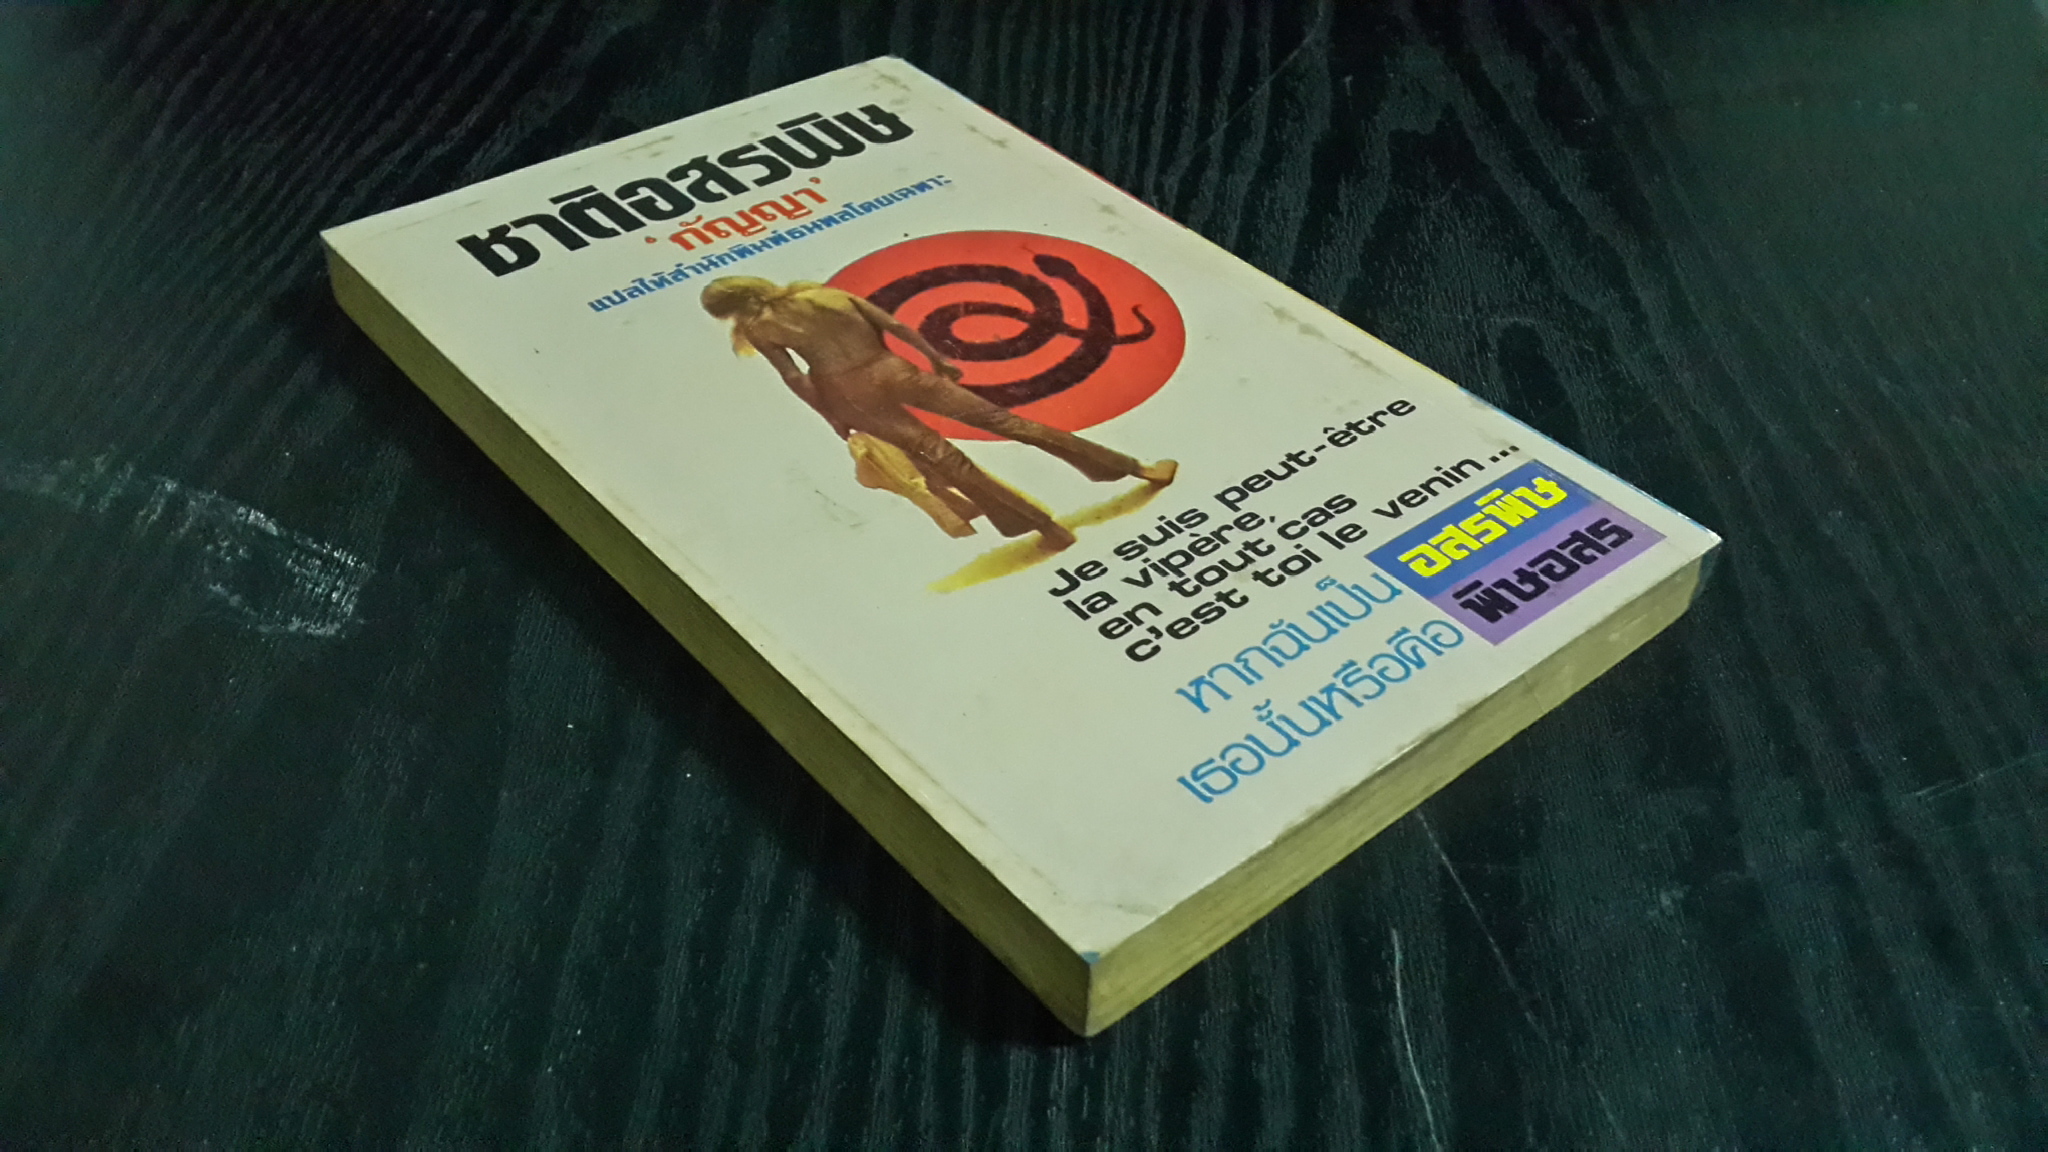 ชาติอสรพิษ
‘กัญญา’
แปลให้สำนักพิมพ์ธนพลโดยเฉพาะ
Je suis peut-être
la vipère,
en tout cas
c'est toi le venin...
หากฉันเป็น อสรพิษ
เธอนั้นหรือคือ พิษอสร